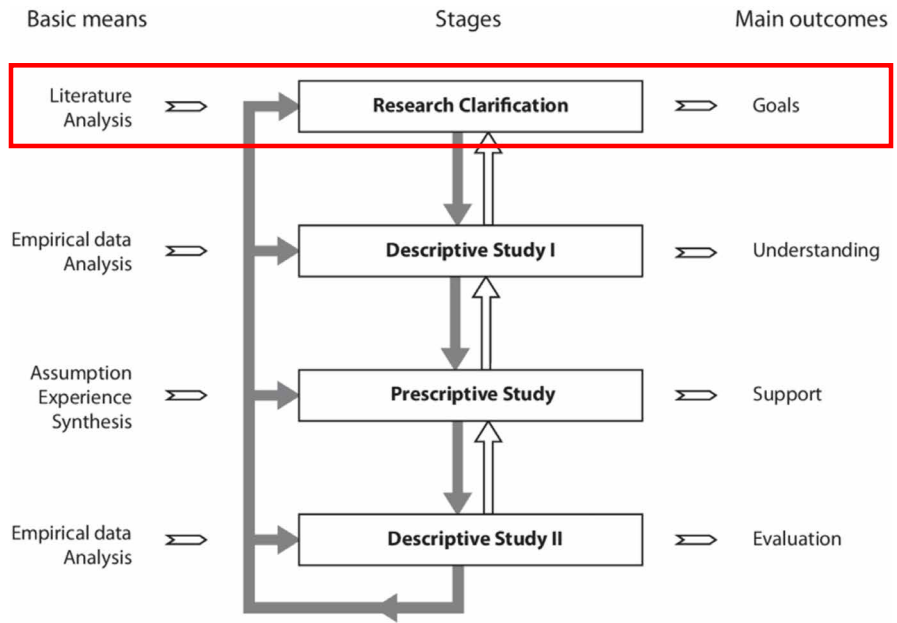 Basic means
Stages
Main outcomes
Literature
Analysis
Research Clarification
Goals
Empirical data
Analysis
Descriptive Study I
Understanding
Assumption
Experience
Synthesis
Prescriptive Study
Support
Empirical data
Analysis
Descriptive Study II
Evaluation